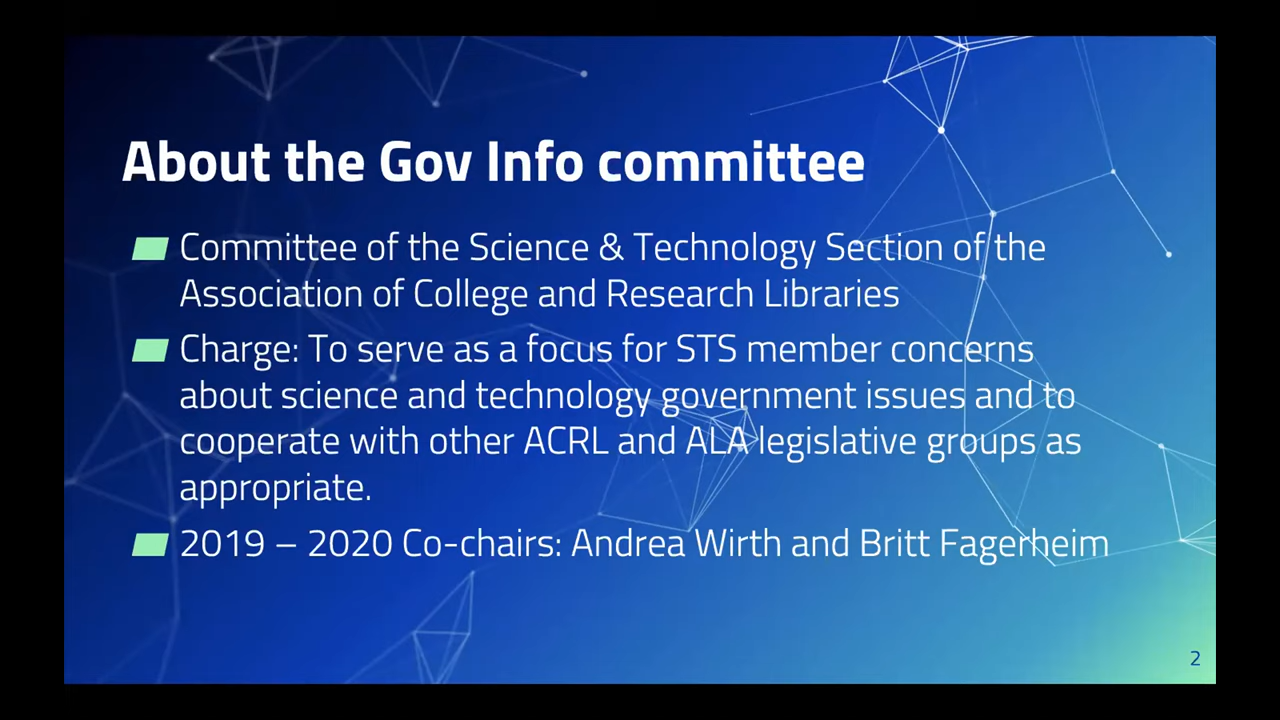 About the Gov Info committee
Committee of the Science & Technology Section of the
Association of College and Research Libraries
Charge: To serve as a focus for STS member concerns
about science and technology government issues and to
cooperate with other ACRL and ALA legislative groups as
appropriate.
2019 – 2020 Co-chairs: Andrea Wirth and Britt Fagerheim
2